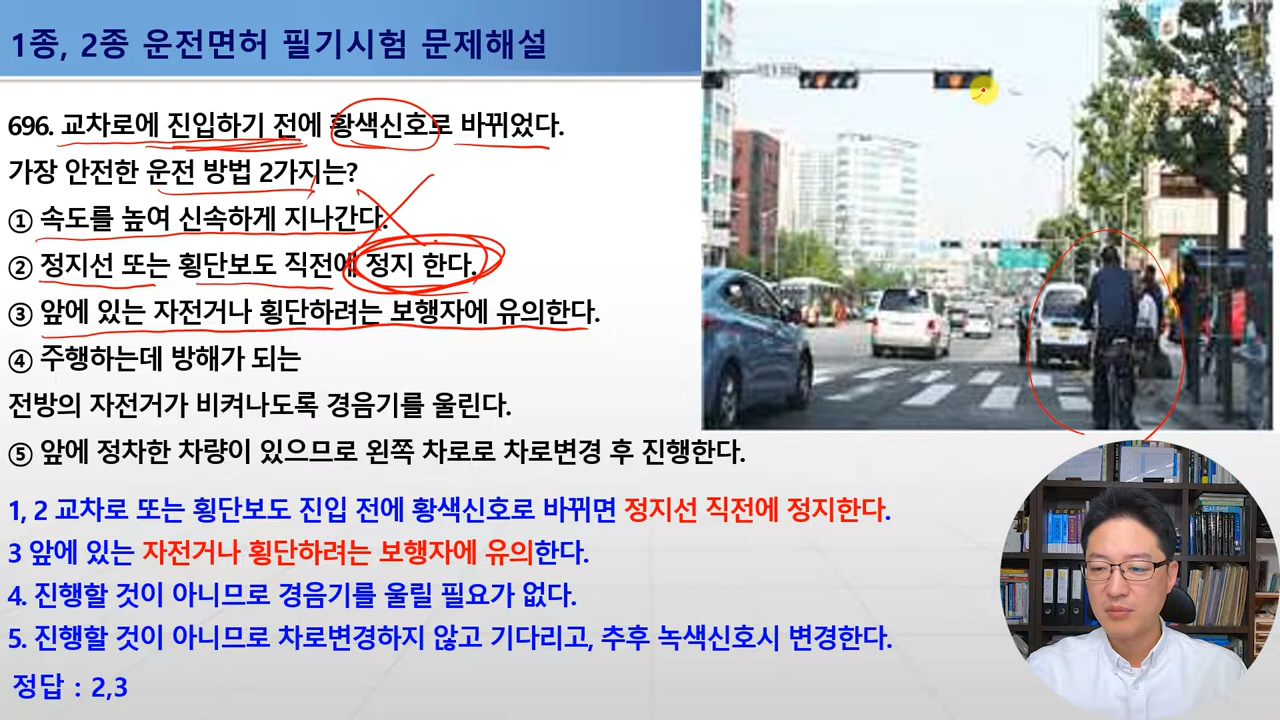 1종, 2종 운전면허 필기시험 문제해설
696. 교차로에 진입하기 전에 황색신호로 바뀌었다.
가장 안전한 운전 방법 2가지는?
① 속도를 높여 신속하게 지나간다.
② 정지선 또는 횡단보도 직전에 정지 한다.
③ 앞에 있는 자전거나 횡단하려는 보행자에 유의한다.
④ 주행하는데 방해가 되는
전방의 자전거가 비켜나도록 경음기를 울린다.
⑤ 앞에 정차한 차량이 있으므로 왼쪽 차로로 차로변경 후 진행한다.
1, 2 교차로 또는 횡단보도 진입 전에 황색신호로 바뀌면 정지선 직전에 정지한다.
3 앞에 있는 자전거나 횡단하려는 보행자에 유의한다.
4. 진행할 것이 아니므로 경음기를 울릴 필요가 없다.
5. 진행할 것이 아니므로 차로변경하지 않고 기다리고, 추후 녹색신호시 변경한다.
정답 : 2,3